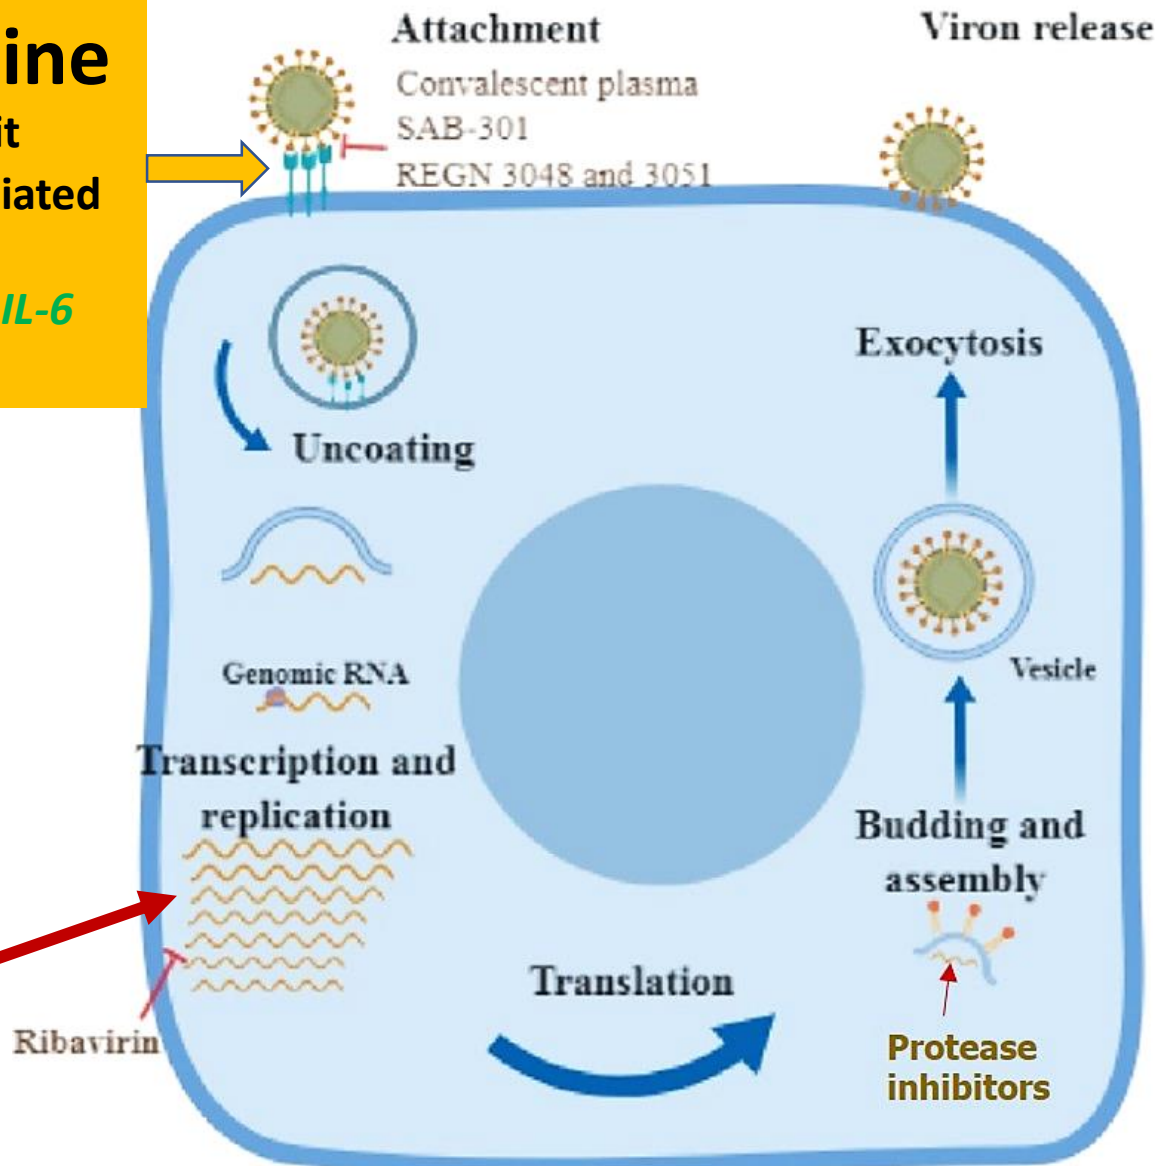 ine
it
iated
IL-6
Attachment
Convalescent plasma
SAB-301
REGN 3048 and 3051
Viron release
Uncoating
Genomic RNA
Transcription and
replication
Ribavirin
Translation
Exocytosis
Vesicle
Budding and
assembly
Protease
inhibitors